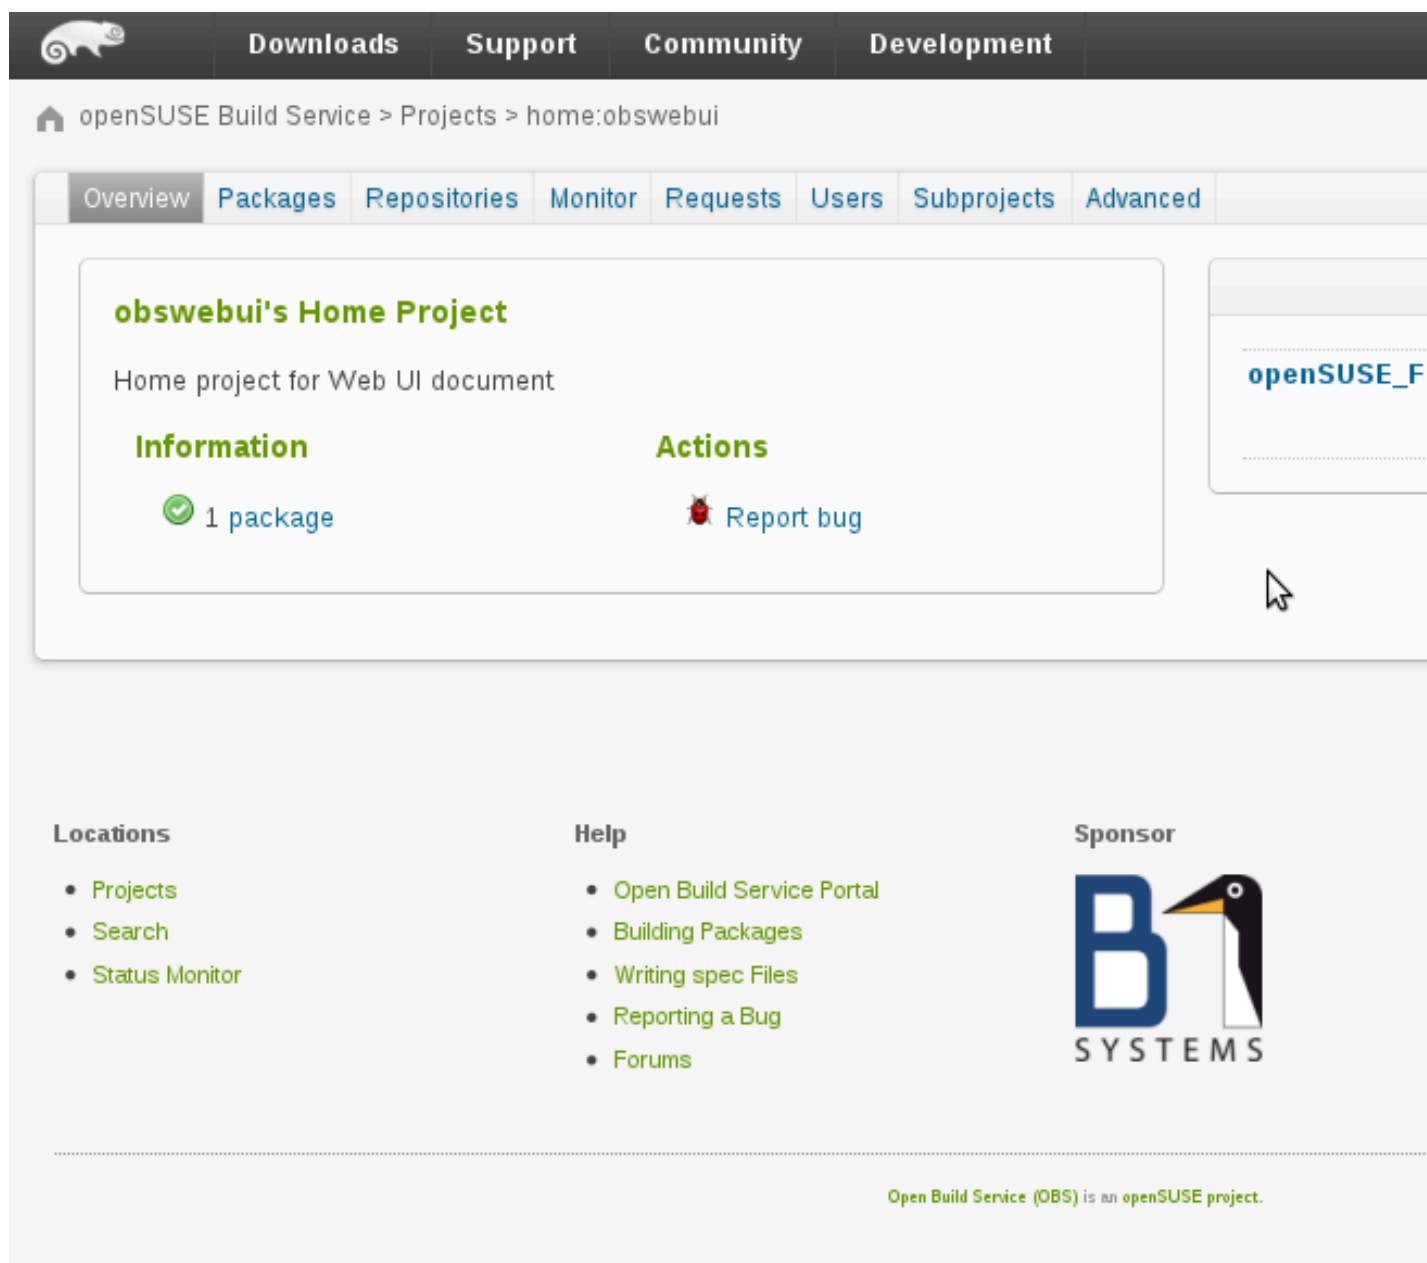 Downloads Support Community Development
openSUSE Build Service > Projects > home:obswebui
Overview Packages Repositories Monitor Requests Users Subprojects Advanced
obswebui's Home Project
Home project for Web UI document
Information Actions
1 package Report bug
openSUSE_F
Locations
Projects
Search
Status Monitor
Help
Open Build Service Portal
Building Packages
Writing spec Files
Reporting a Bug
Forums
Sponsor
B1
SYSTEMS
Open Build Service (OBS) is an openSUSE project.